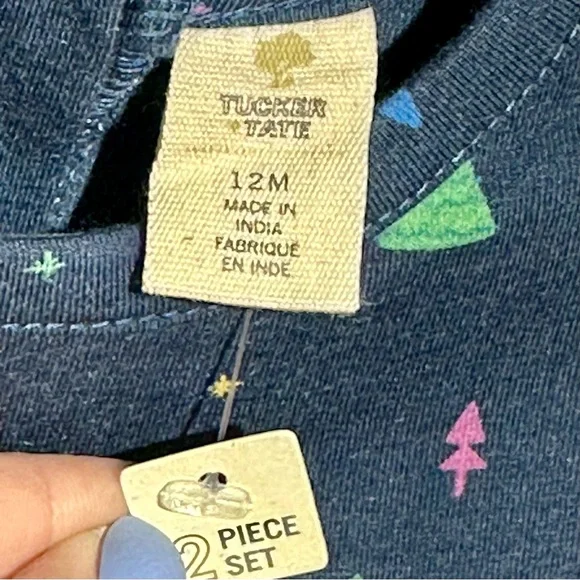 TUCKER
+ TATE
12M
MADE IN
INDIA
FABRIQUÉ
EN INDE
2 PIECE
SET